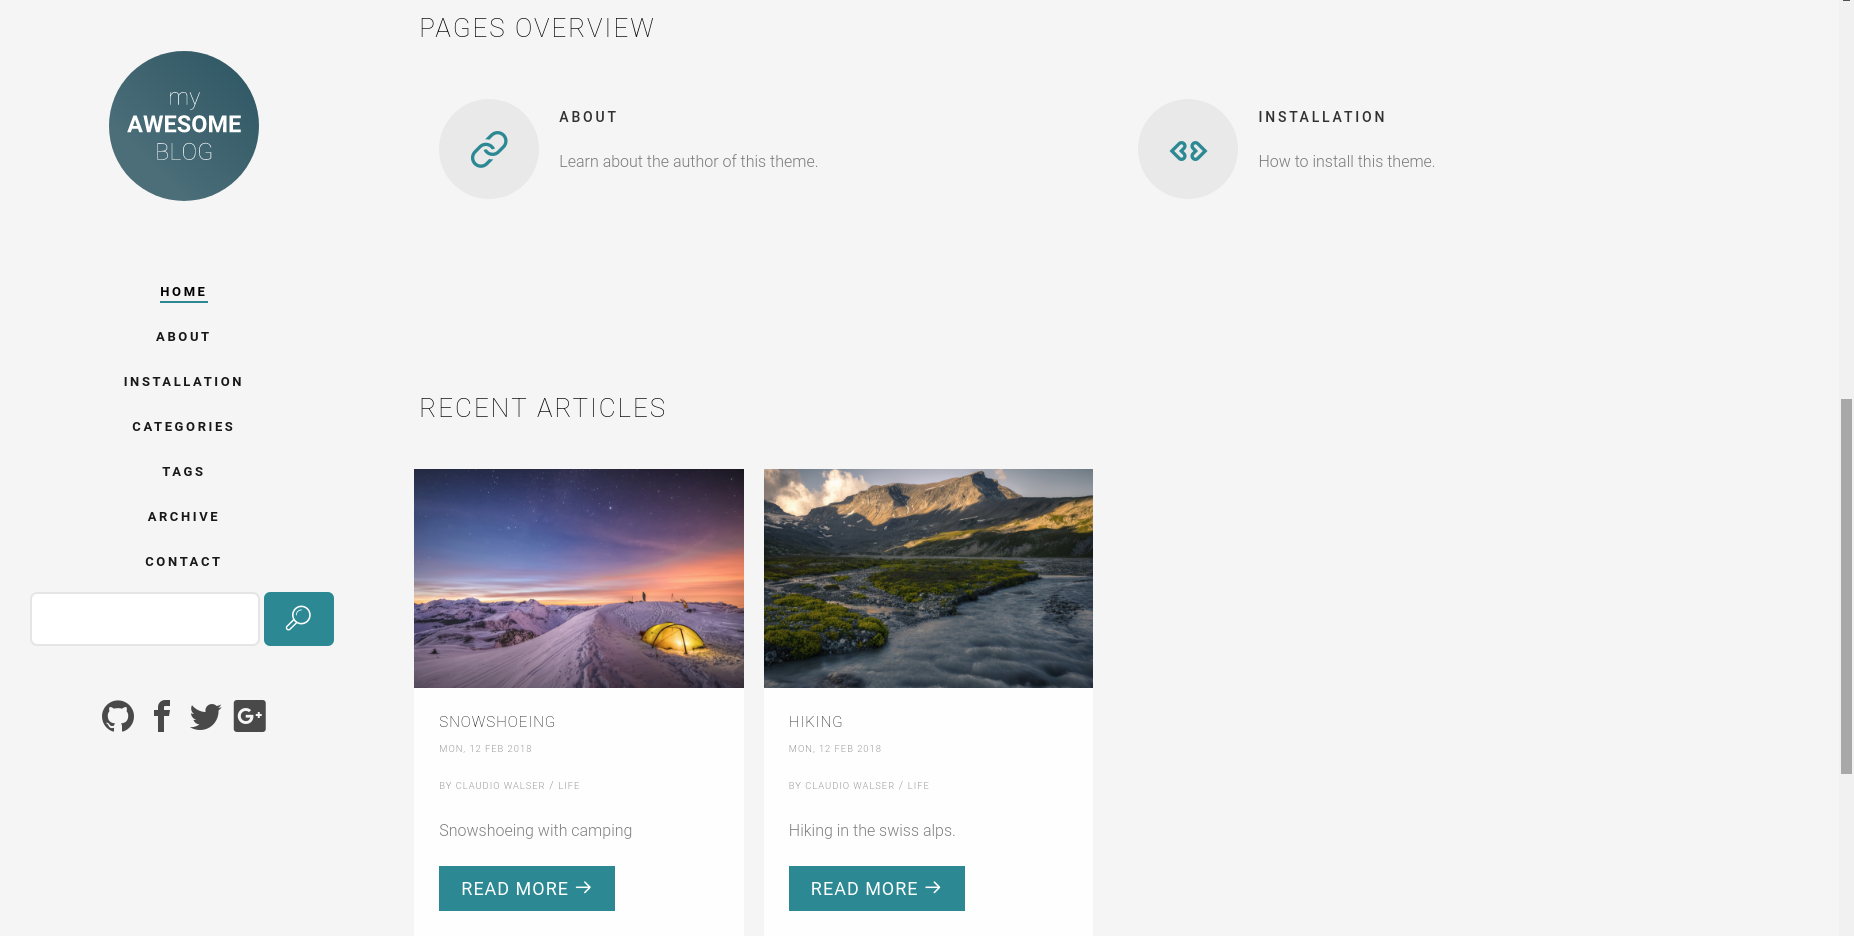 my
AWESOME
BLOG
HOME
ABOUT
INSTALLATION
CATEGORIES
TAGS
ARCHIVE
CONTACT
PAGES OVERVIEW
ABOUT
Learn about the author of this theme.
INSTALLATION
How to install this theme.
RECENT ARTICLES
SNOWSHOEING
MON, 12 FEB 2018
BY CLAUDIO WALSER / LIFE
Snowshoeing with camping
READ MORE →
HIKING
MON, 12 FEB 2018
BY CLAUDIO WALSER / LIFE
Hiking in the swiss alps.
READ MORE →